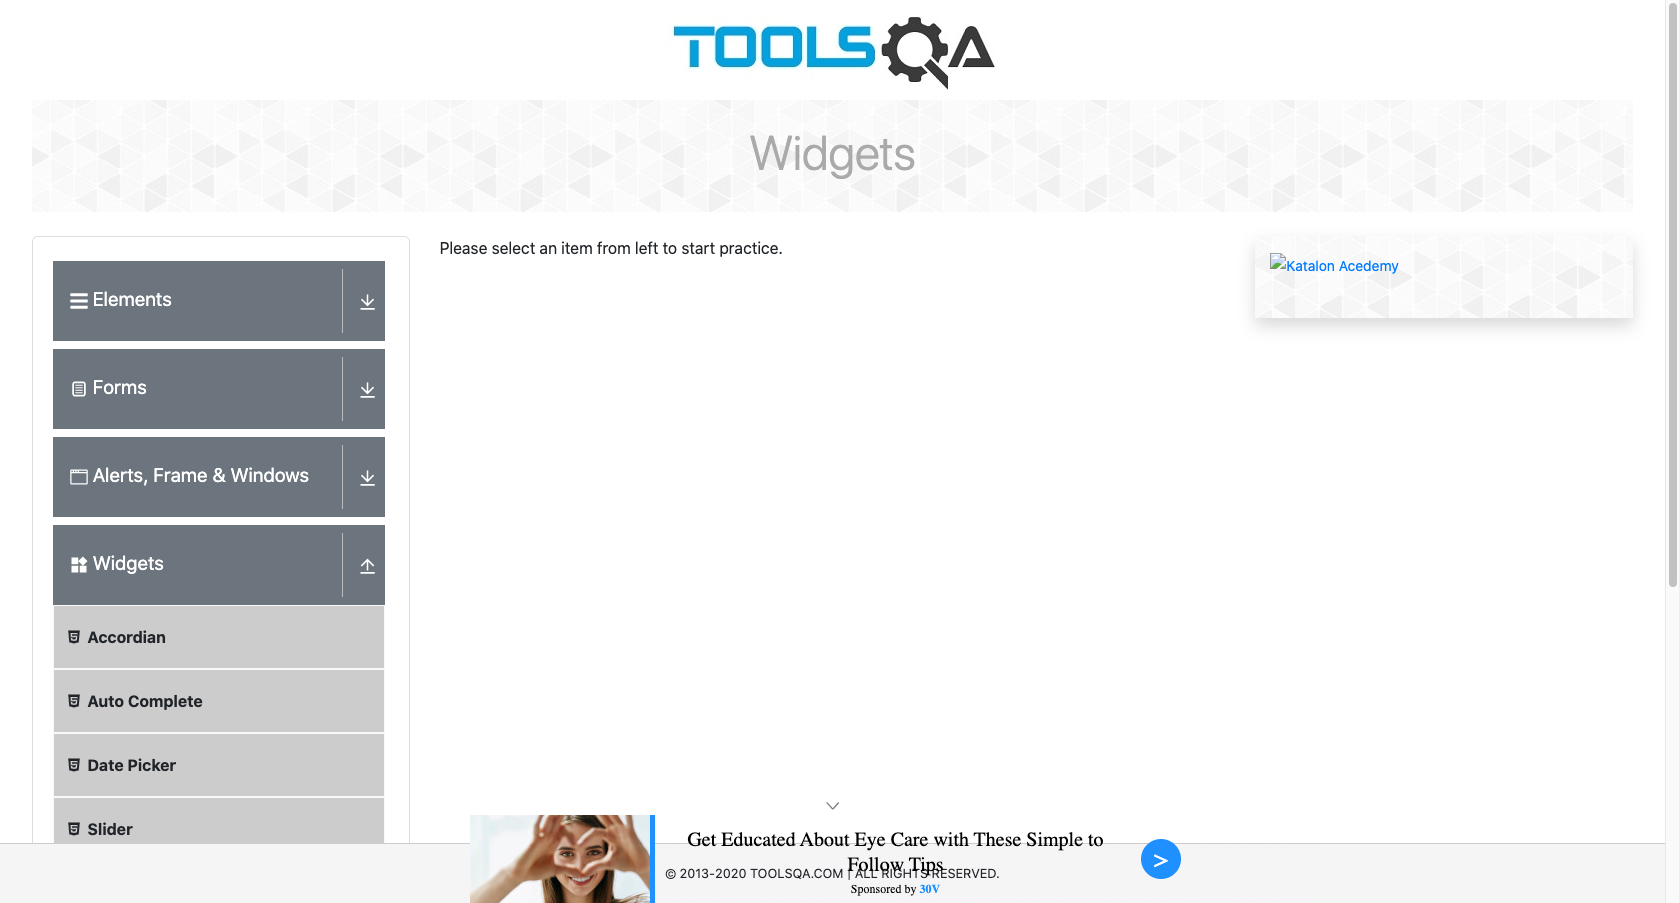 TOOLSQA
Widgets
Elements
Forms
Alerts, Frame & Windows
Widgets
Accordian
Auto Complete
Date Picker
Slider
Please select an item from left to start practice.
Katalon Acedemy
Get Educated About Eye Care with These Simple to
Follow Tips
© 2013-2020 TOOLSQA.COM | ALL RIGHTS RESERVED.
Sponsored by 30V